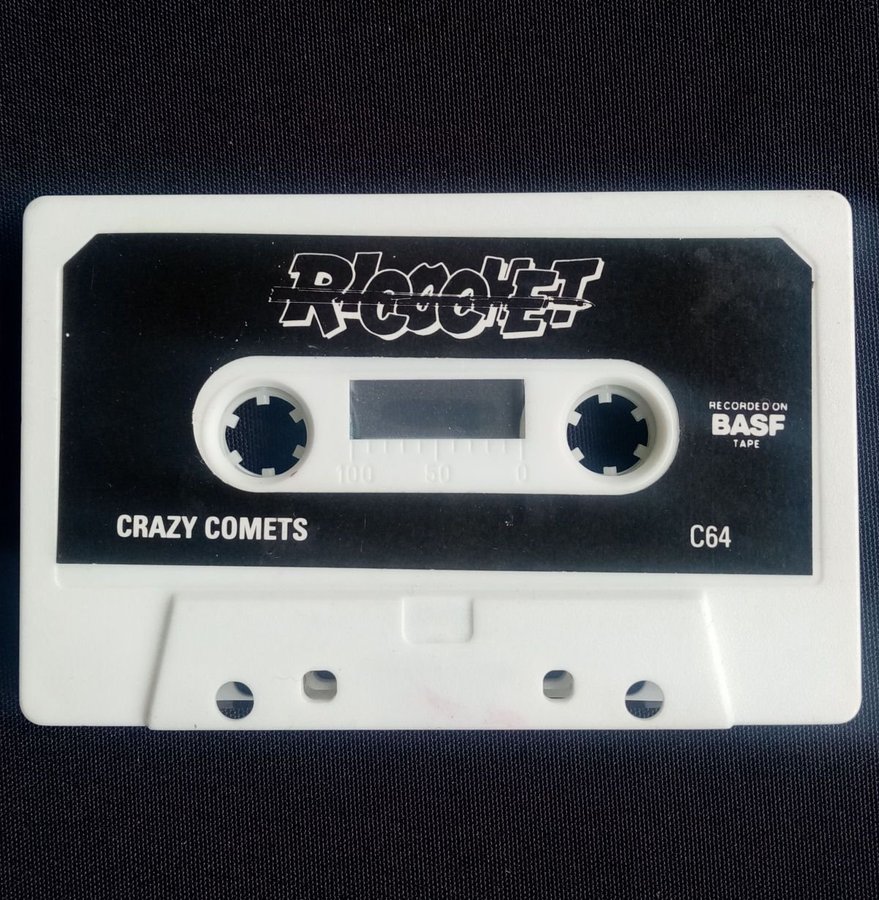 RICOCHET
RECORDED ON
BASF
TAPE
100 50 0
CRAZY COMETS
C64